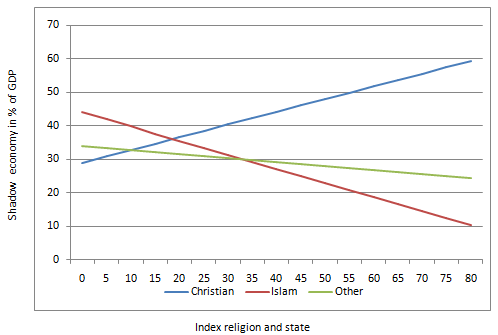 70
60
50
40
30
20
10
0
Shadow economy in % of GDP
0 5 10 15 20 25 30 35 40 45 50 55 60 65 70 75 80
Christian Islam Other
Index religion and state